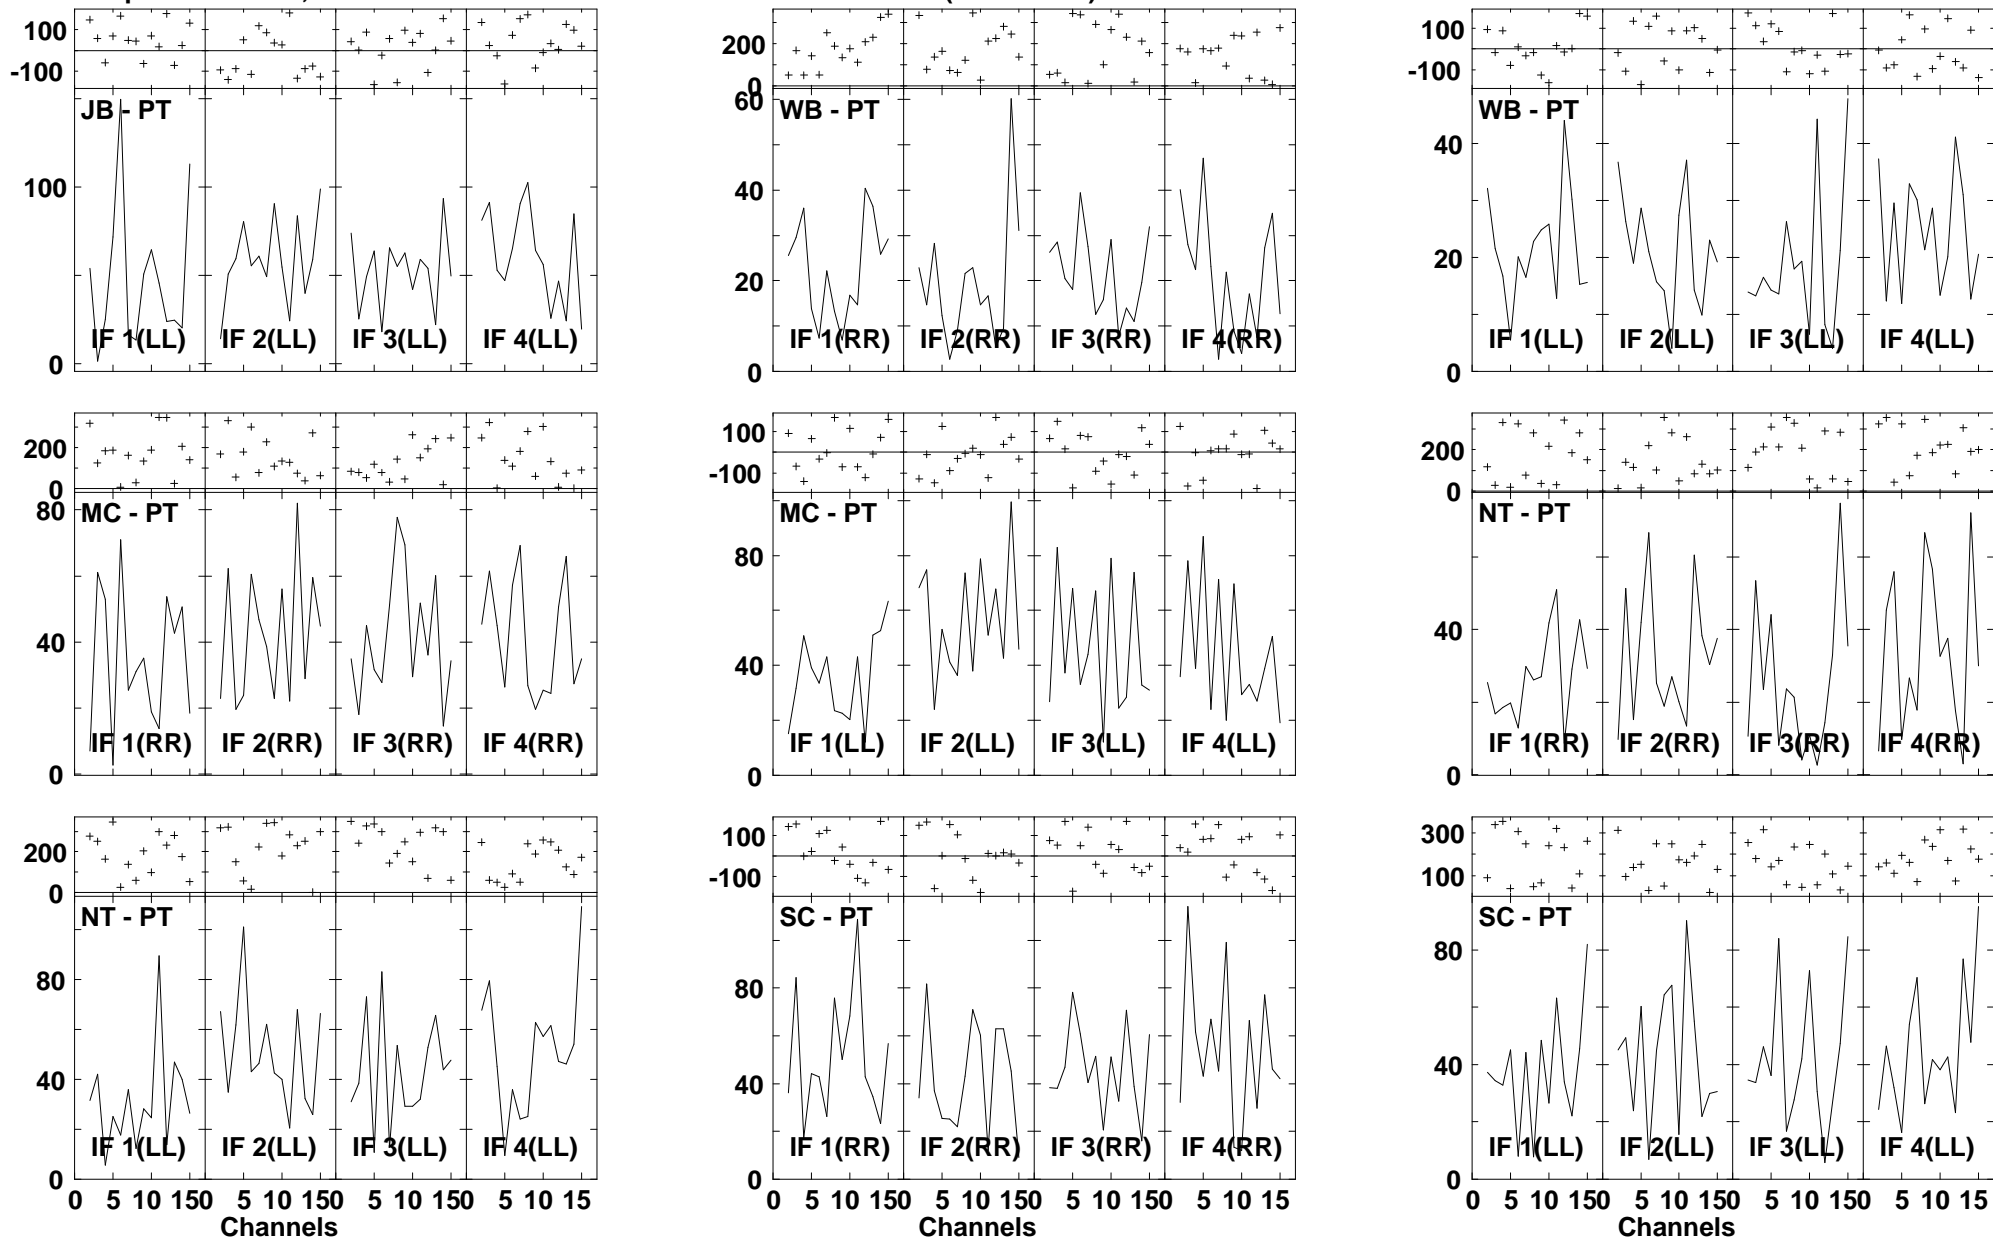 100
-100
JB - PT
100
0
IF 1(LL) IF 2(LL) IF 3(LL) IF 4(LL)
200
0
WB - PT
60
40
20
0
IF 1(RR) IF 2(RR) IF 3(RR) IF 4(RR)
100
-100
WB - PT
40
20
0
IF 1(LL) IF 2(LL) IF 3(LL) IF 4(LL)
200
0
MC - PT
80
40
0
IF 1(RR) IF 2(RR) IF 3(RR) IF 4(RR)
100
-100
MC - PT
80
40
0
IF 1(LL) IF 2(LL) IF 3(LL) IF 4(LL)
200
0
NT - PT
40
0
IF 1(RR) IF 2(RR) IF 3(RR) IF 4(RR)
200
0
NT - PT
80
40
0
IF 1(LL) IF 2(LL) IF 3(LL) IF 4(LL)
0 5 10 150 5 10 150 5 10 150 5 10 15
Channels
100
-100
SC - PT
80
40
0
IF 1(RR) IF 2(RR) IF 3(RR) IF 4(RR)
0 5 10 150 5 10 150 5 10 150 5 10 15
Channels
300
100
SC - PT
80
40
0
IF 1(LL) IF 2(LL) IF 3(LL) IF 4(LL)
0 5 10 150 5 10 150 5 10 150 5 10 15
Channels